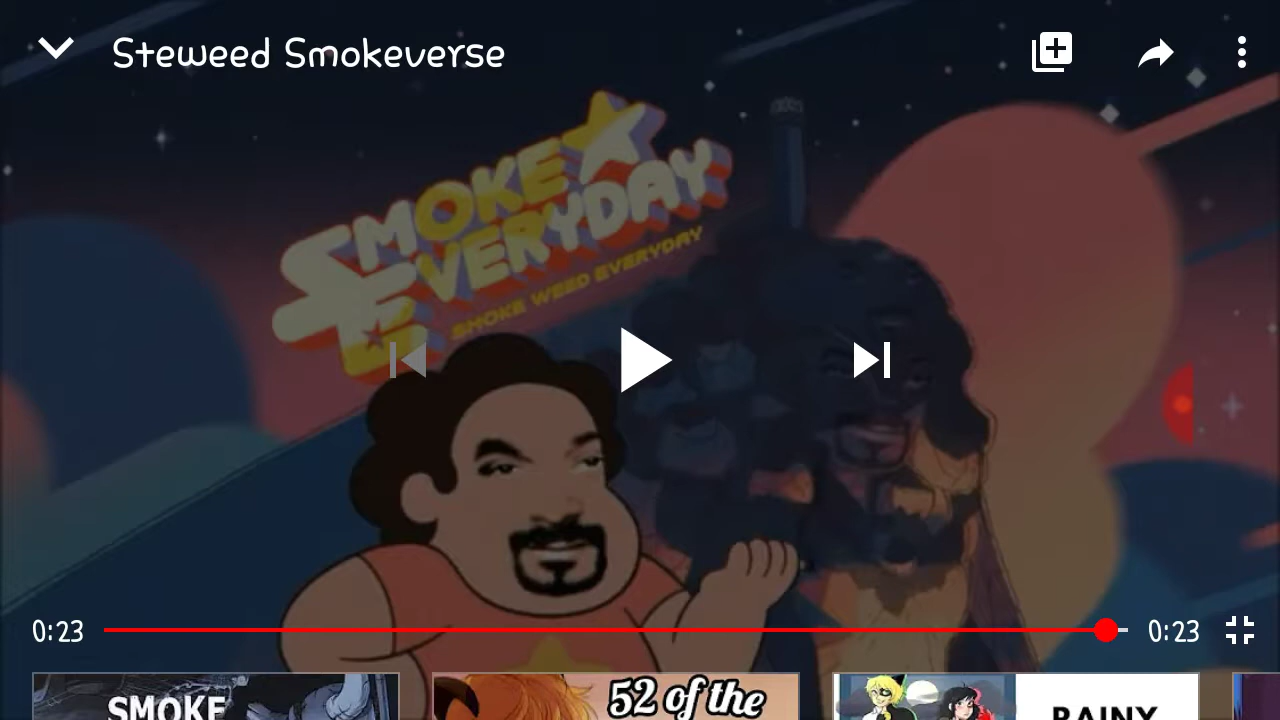 Steweed Smokeverse
SMOKE
EVERYDAY
SMOKE WEED EVERYDAY
0:23
0:23
SMOKE
52 of the
RAINY